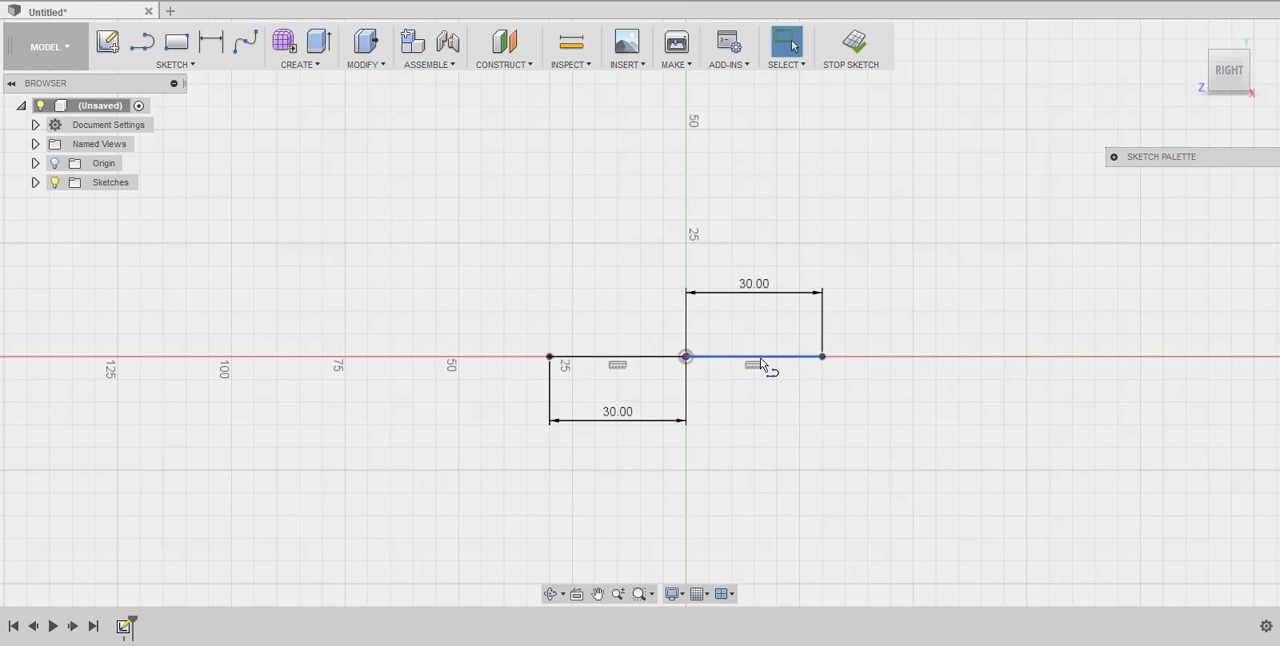 Untitled*
MODEL
SKETCH
CREATE
MODIFY
ASSEMBLE
CONSTRUCT
INSPECT
INSERT
MAKE
ADD-INS
SELECT
STOP SKETCH
RIGHT
Y
Z
X
BROWSER
(Unsaved)
Document Settings
Named Views
Origin
Sketches
SKETCH PALETTE
50
25
30.00
125
100
75
50
25
30.00